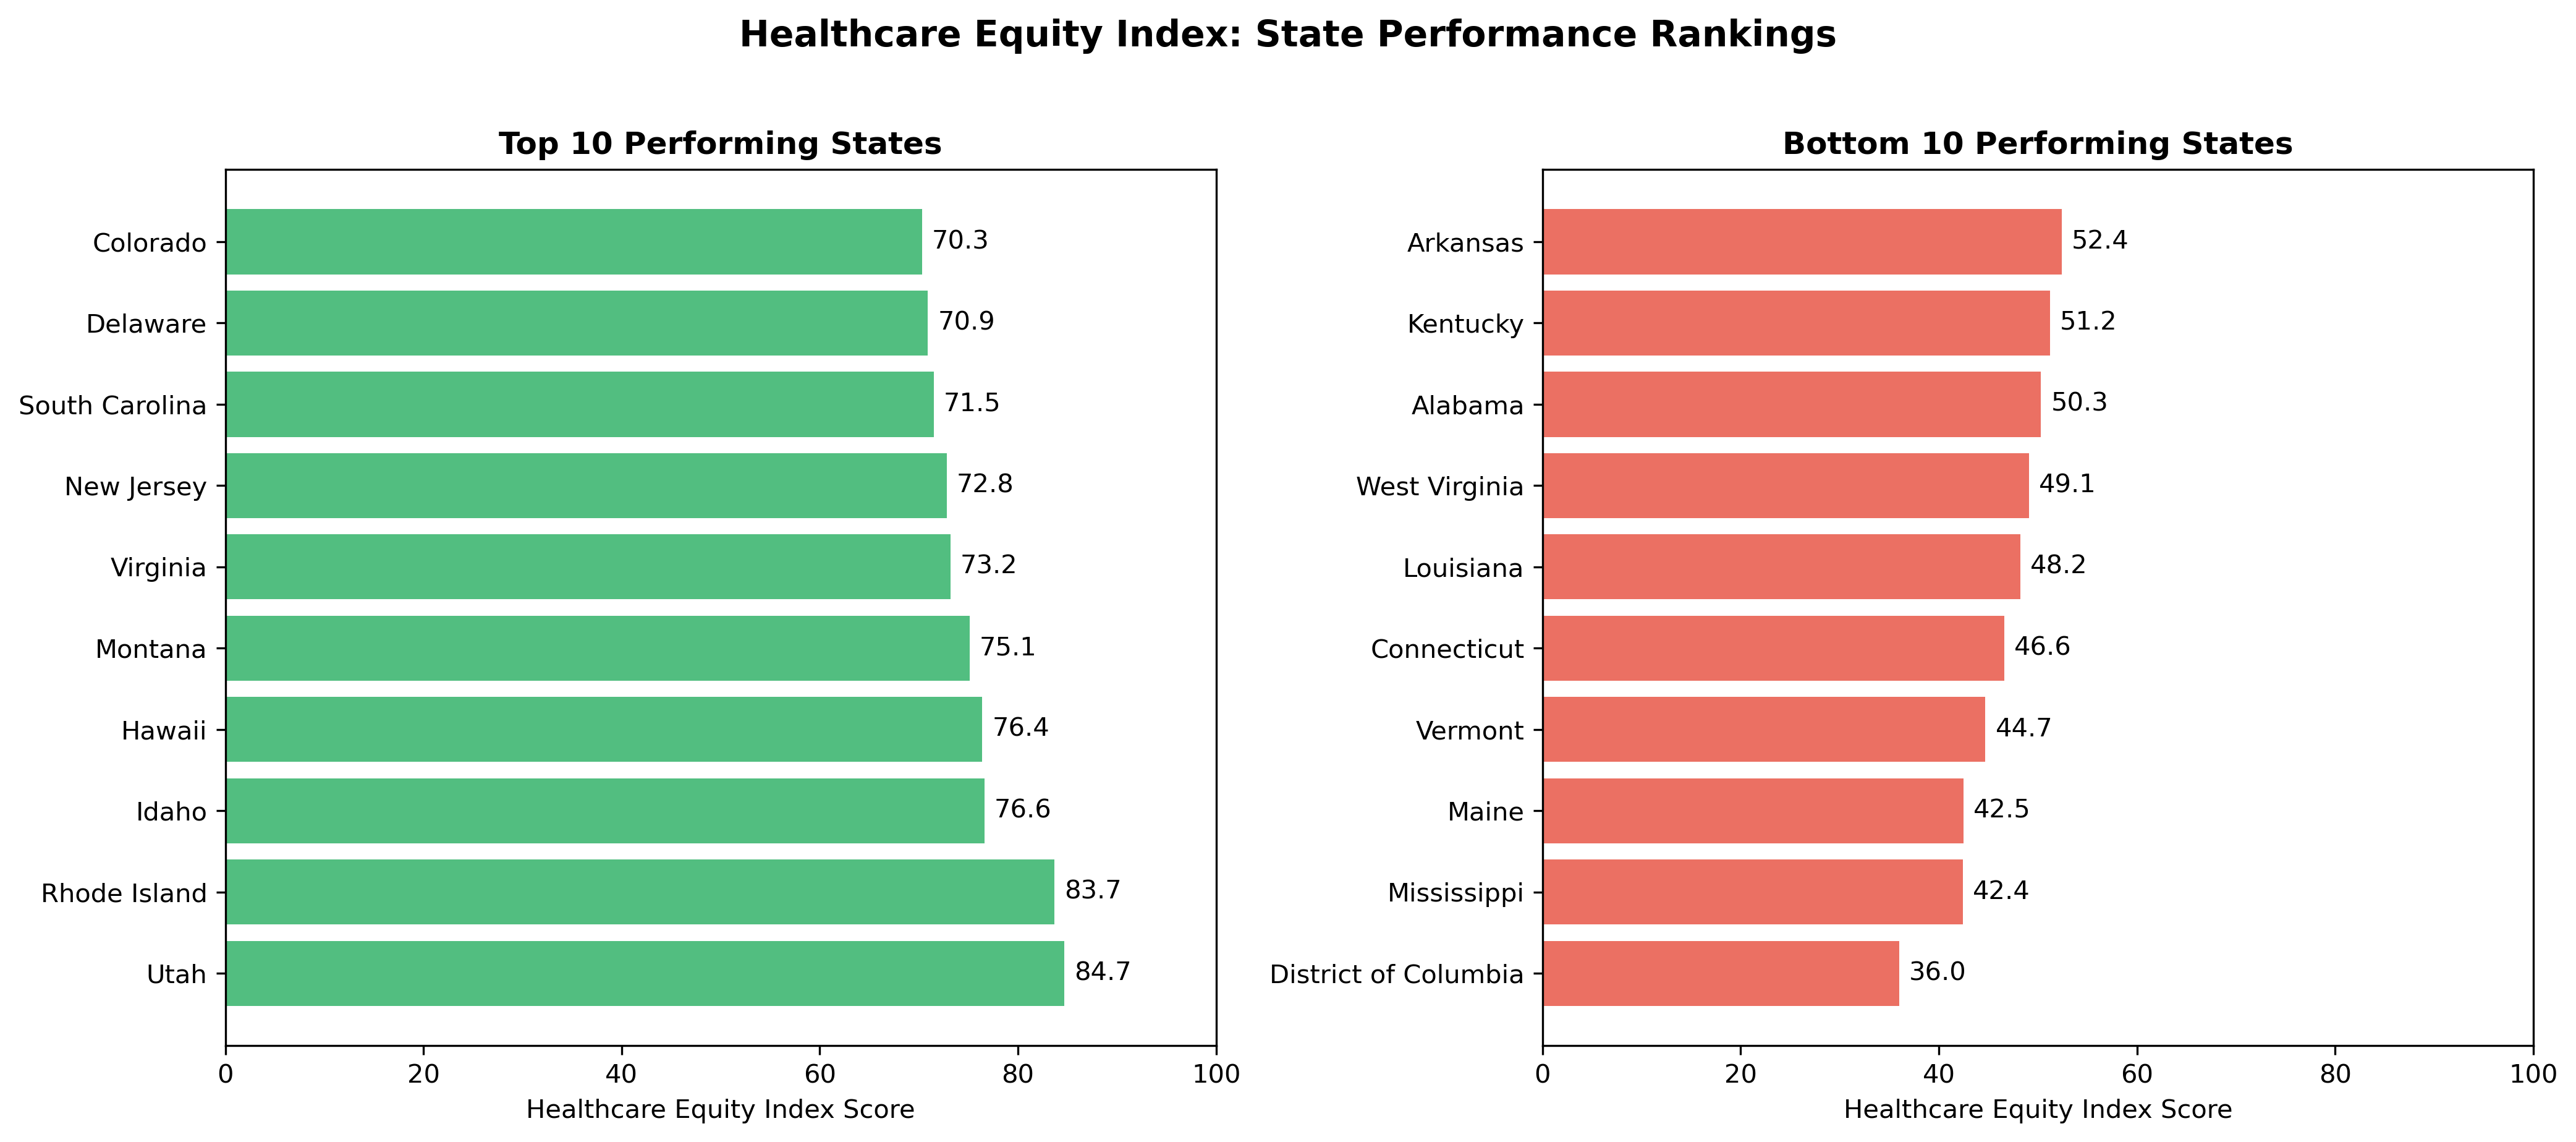 Healthcare Equity Index: State Performance Rankings
Top 10 Performing States
Colorado 70.3
Delaware 70.9
South Carolina 71.5
New Jersey 72.8
Virginia 73.2
Montana 75.1
Hawaii 76.4
Idaho 76.6
Rhode Island 83.7
Utah 84.7
0 20 40 60 80 100
Healthcare Equity Index Score
Bottom 10 Performing States
Arkansas 52.4
Kentucky 51.2
Alabama 50.3
West Virginia 49.1
Louisiana 48.2
Connecticut 46.6
Vermont 44.7
Maine 42.5
Mississippi 42.4
District of Columbia 36.0
0 20 40 60 80 100
Healthcare Equity Index Score